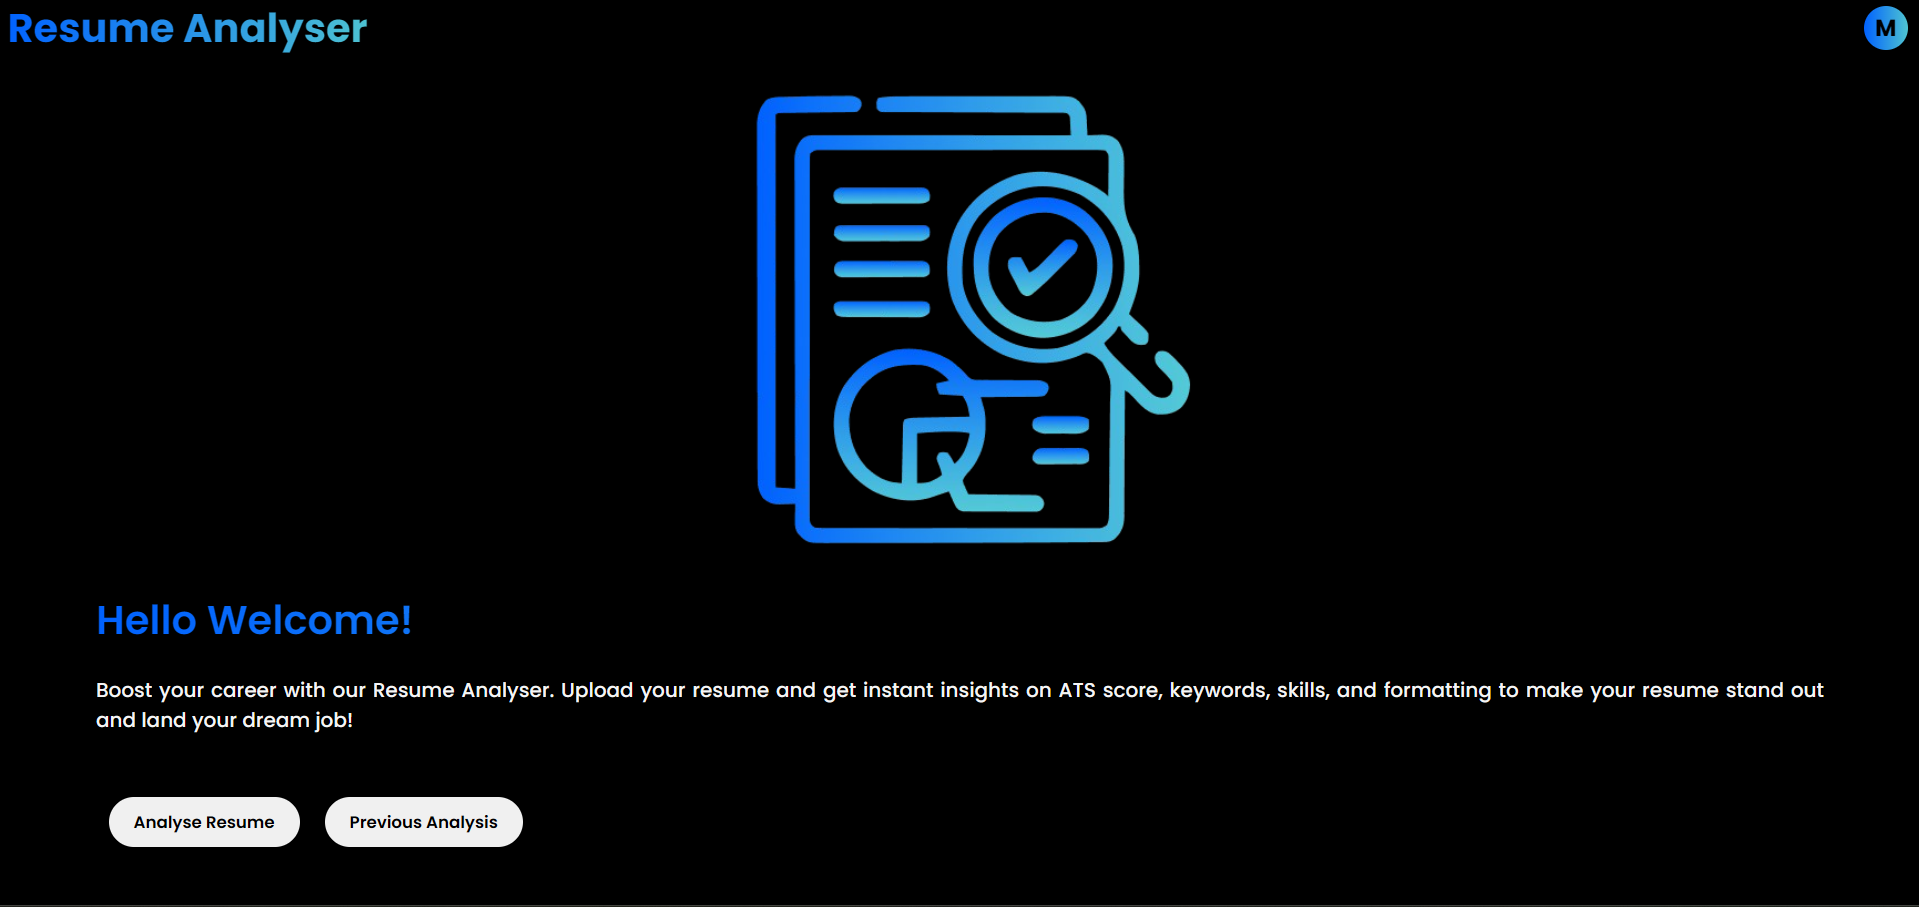 Resume Analyser
M
Hello Welcome!
Boost your career with our Resume Analyser. Upload your resume and get instant insights on ATS score, keywords, skills, and formatting to make your resume stand out
and land your dream job!
Analyse Resume
Previous Analysis